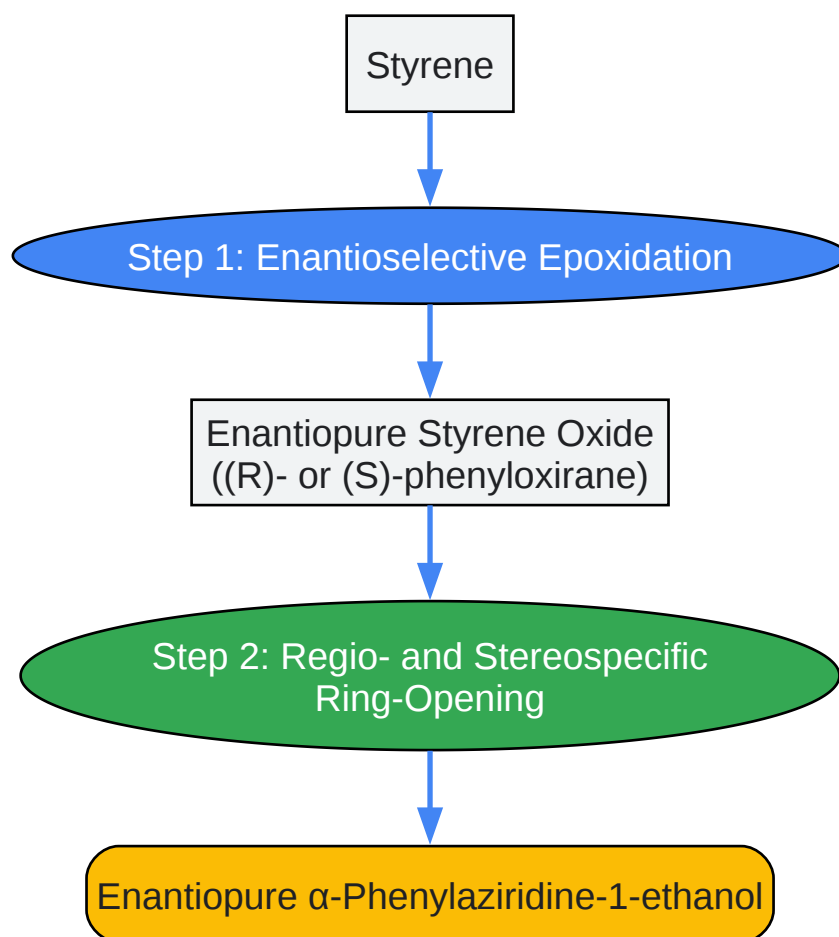 Styrene
Step 1: Enantioselective Epoxidation
Enantiopure Styrene Oxide
((R)- or (S)-phenyloxirane)
Step 2: Regio- and Stereospecific
Ring-Opening
Enantiopure α-Phenylaziridine-1-ethanol